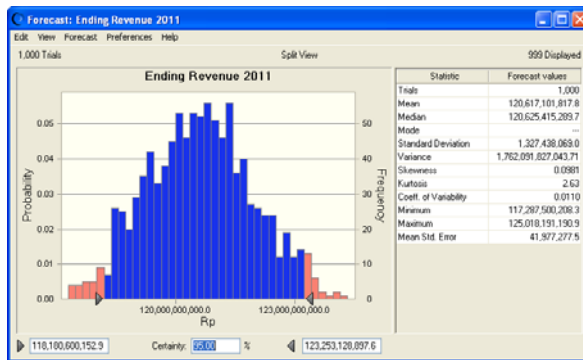 Forecast: Ending Revenue 2011
Edit View Forecast Preferences Help
1,000 Trials Split View 999 Displayed
Ending Revenue 2011
Probability
0.05
0.04
0.03
0.02
0.01
0.00
50
40
30
20
10
0
Frequency
120,000,000,000.0 123,000,000,000.0
Rp
Statistic Forecast values
Trials 1,000
Mean 120,617,101,817.8
Median 120,625,415,289.7
Mode ---
Standard Deviation 1,327,438,069.0
Variance 1,762,091,827,043.71
Skewness 0.0981
Kurtosis 2.63
Coeff. of Variability 0.0110
Minimum 117,287,500,208.3
Maximum 125,018,191,190.9
Mean Std. Error 41,977,277.5
118,180,600,152.9 Certainty: 95.00 % 123,253,128,897.6